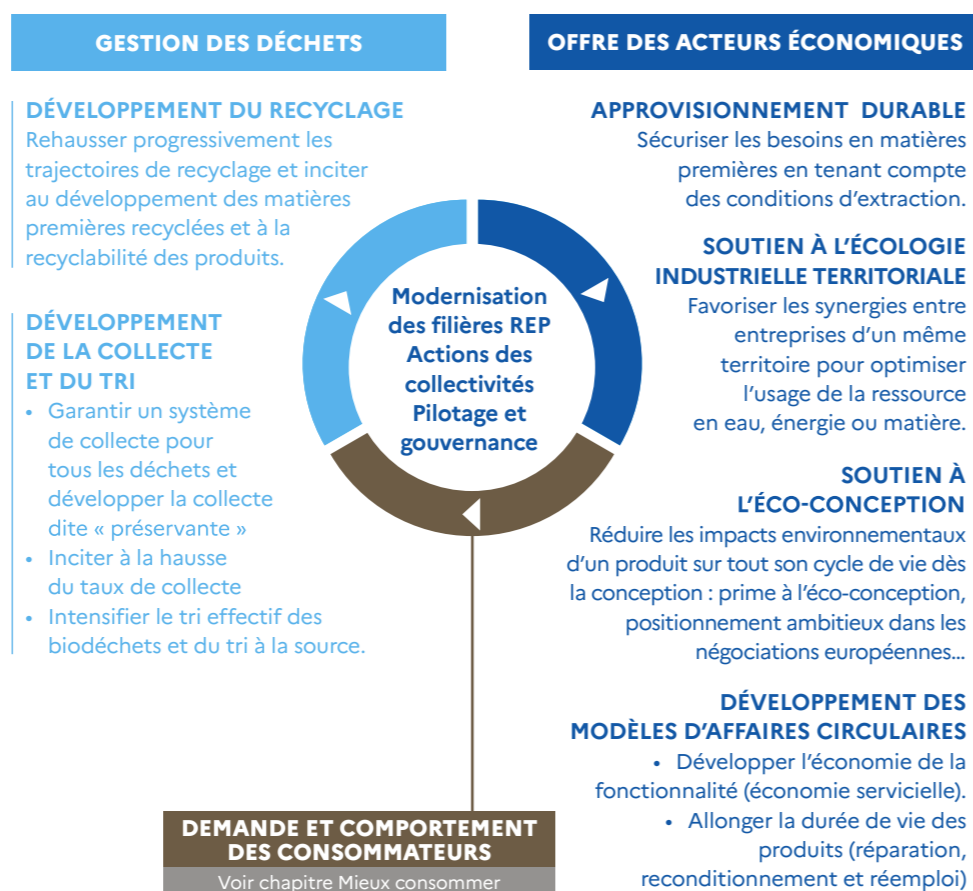 GESTION DES DÉCHETS
DÉVELOPPEMENT DU RECYCLAGE
Rehausser progressivement les
trajectoires de recyclage et inciter
au développement des matières
premières recyclées et à la
recyclabilité des produits.
DÉVELOPPEMENT
DE LA COLLECTE
ET DU TRI
• Garantir un système
de collecte pour
tous les déchets et
développer la collecte
dite « préservante »
• Inciter à la hausse
du taux de collecte
• Intensifier le tri effectif des
biodéchets et du tri à la source.
Modernisation
des filières REP
Actions des
collectivités
Pilotage et
gouvernance
OFFRE DES ACTEURS ÉCONOMIQUES
APPROVISIONNEMENT DURABLE
Sécuriser les besoins en matières
premières en tenant compte
des conditions d’extraction.
SOUTIEN À L’ÉCOLOGIE
INDUSTRIELLE TERRITORIALE
Favoriser les synergies entre
entreprises d’un même
territoire pour optimiser
l’usage de la ressource
en eau, énergie ou matière.
SOUTIEN À
L’ÉCO-CONCEPTION
Réduire les impacts environnementaux
d’un produit sur tout son cycle de vie dès
la conception : prime à l’éco-conception,
positionnement ambitieux dans les
négociations européennes...
DÉVELOPPEMENT DES
MODÈLES D’AFFAIRES CIRCULAIRES
• Développer l’économie de la
fonctionnalité (économie servicielle).
• Allonger la durée de vie des
produits (réparation,
reconditionnement et réemploi)
DEMANDE ET COMPORTEMENT
DES CONSOMMATEURS
Voir chapitre Mieux consommer